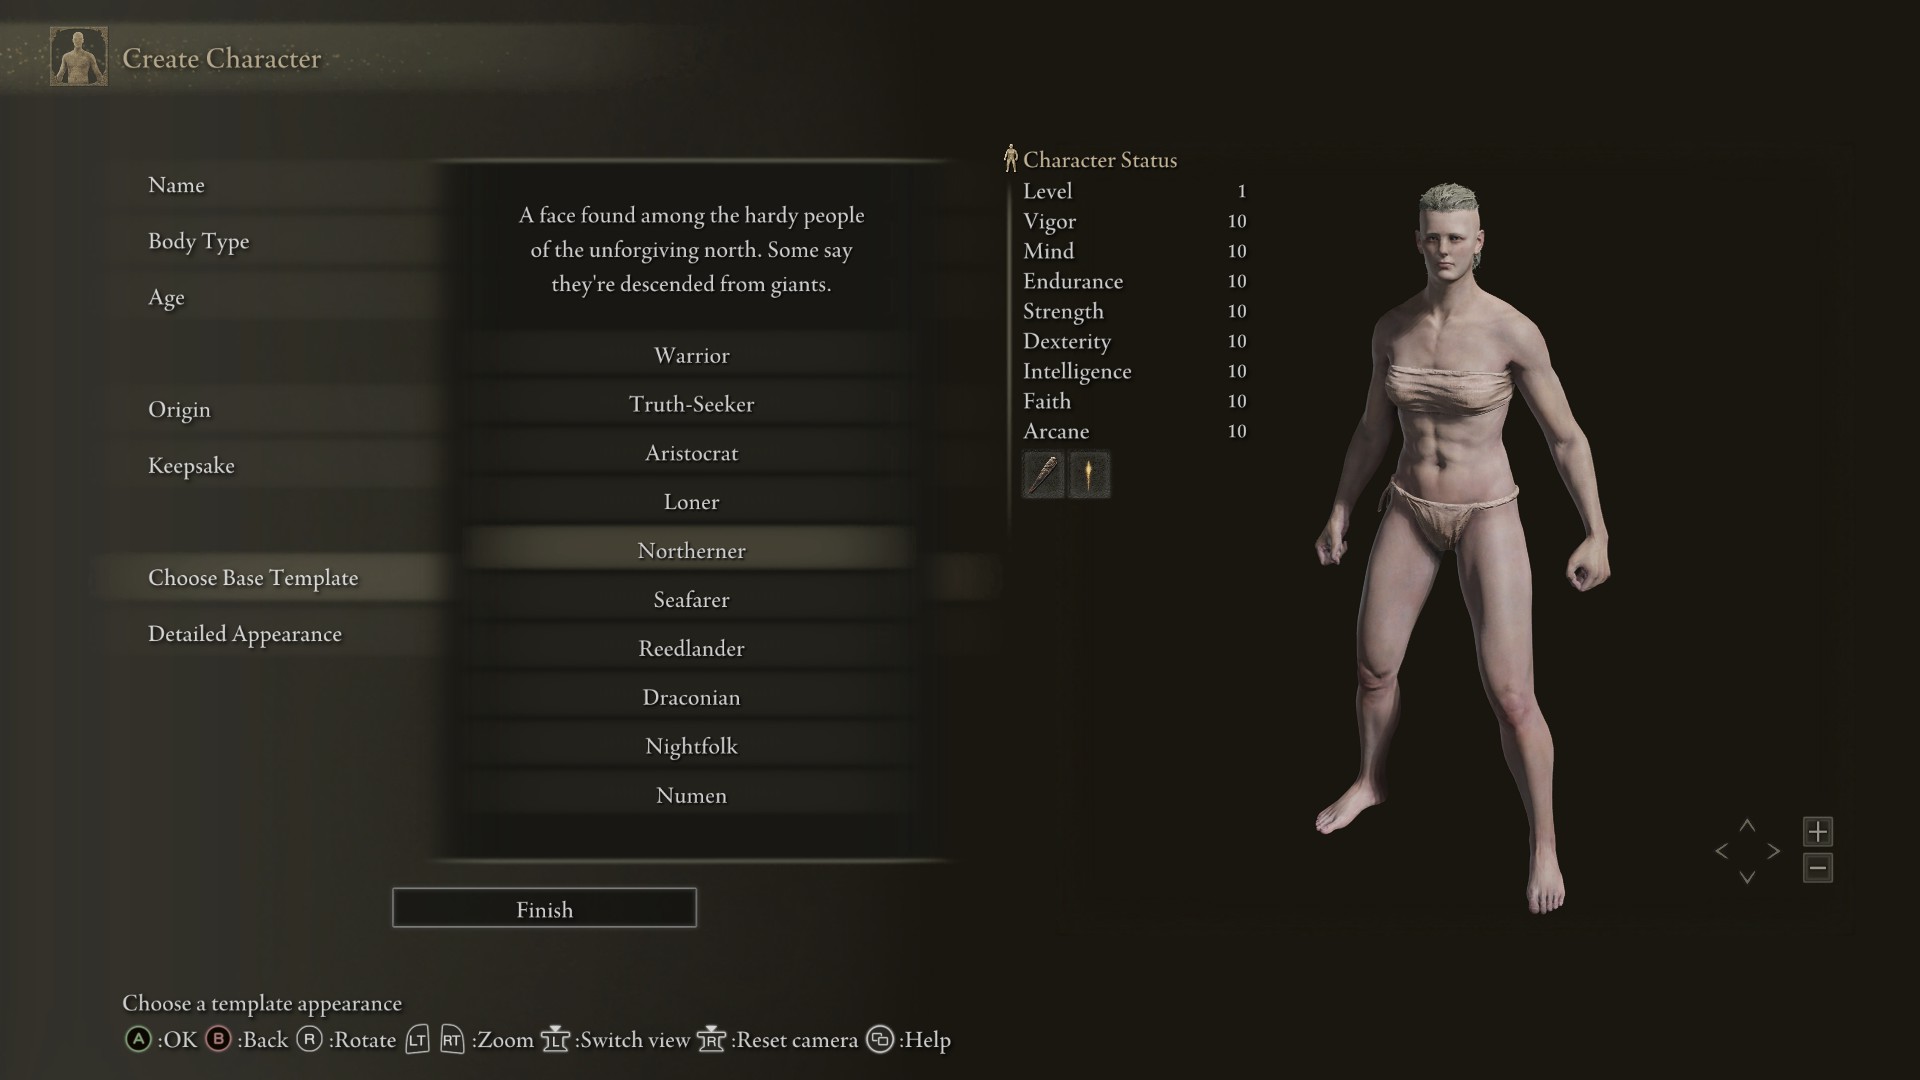 Create Character
Name
Body Type
Age
Origin
Keepsake
Choose Base Template
Detailed Appearance
A face found among the hardy people
of the unforgiving north. Some say
they're descended from giants.
Warrior
Truth-Seeker
Aristocrat
Loner
Northerner
Seafarer
Reedlander
Draconian
Nightfolk
Numen
Finish
Character Status
Level 1
Vigor 10
Mind 10
Endurance 10
Strength 10
Dexterity 10
Intelligence 10
Faith 10
Arcane 10
Choose a template appearance
A :OK B :Back R :Rotate LT RT :Zoom L :Switch view R :Reset camera :Help